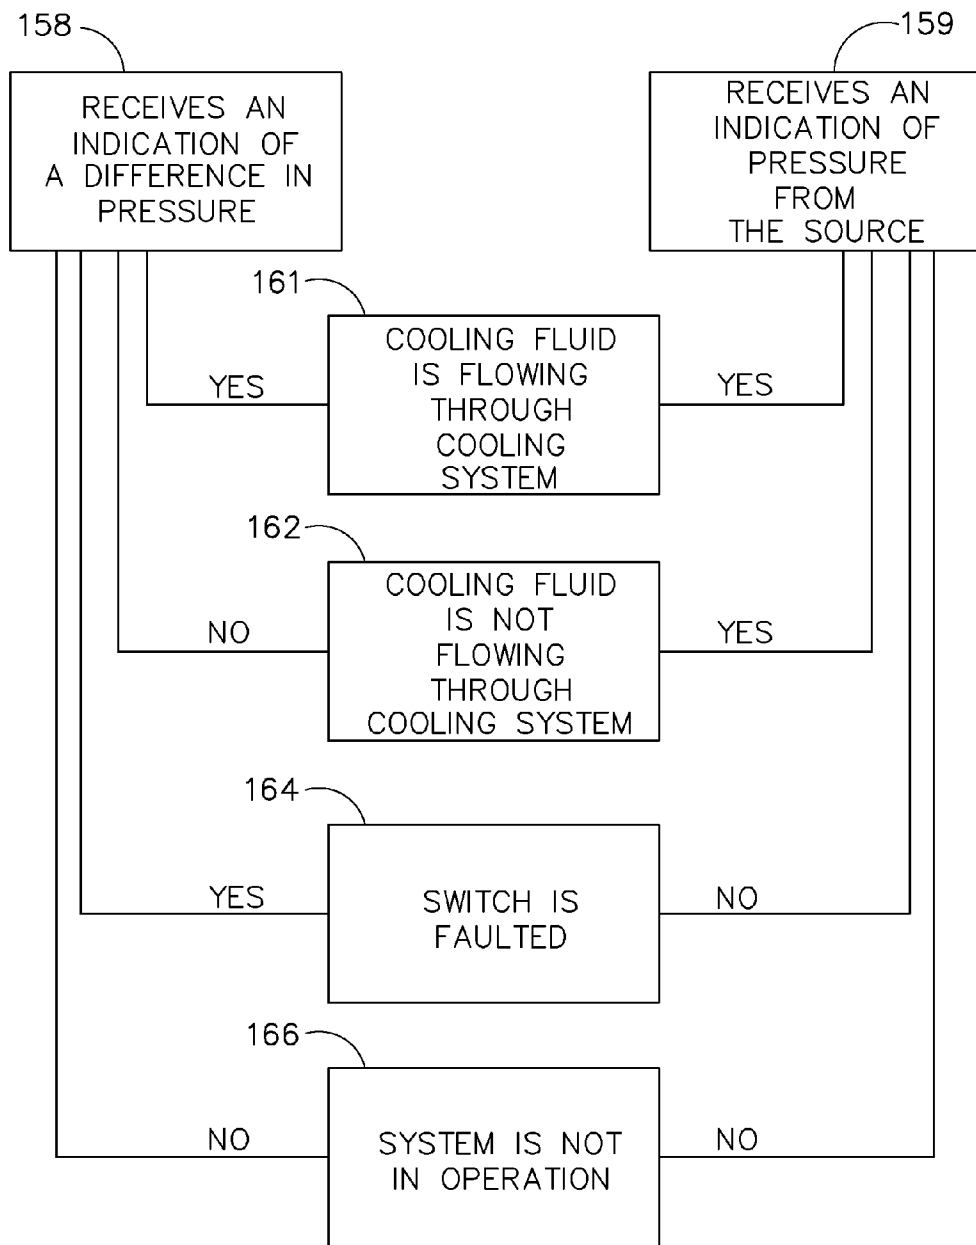 158
159
RECEIVES AN
INDICATION OF
A DIFFERENCE IN
PRESSURE
RECEIVES AN
INDICATION OF
PRESSURE
FROM
THE SOURCE
161
YES
COOLING FLUID
IS FLOWING
THROUGH
COOLING
SYSTEM
YES
162
NO
COOLING FLUID
IS NOT
FLOWING
THROUGH
COOLING SYSTEM
YES
164
YES
SWITCH IS
FAULTED
NO
166
NO
SYSTEM IS NOT
IN OPERATION
NO